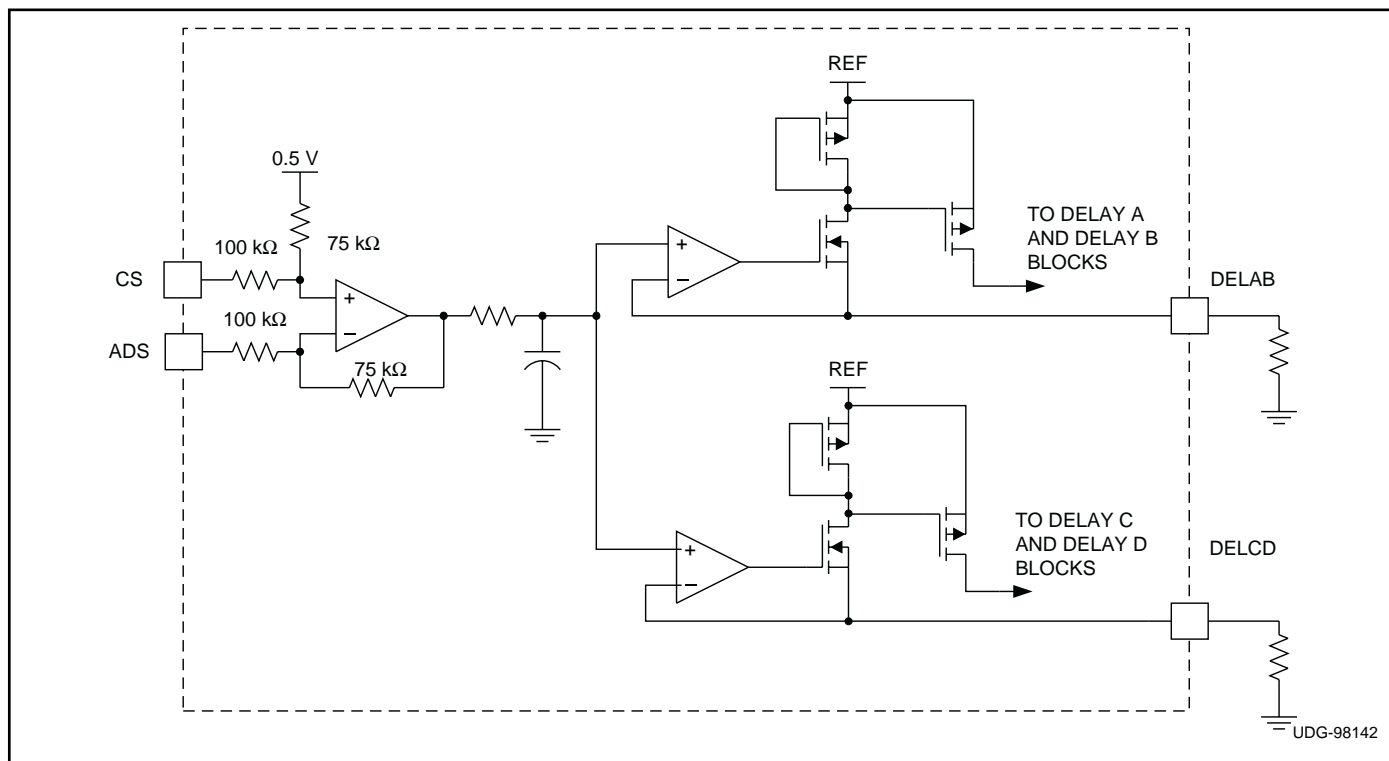 REF
0.5 V
75 kΩ
100 kΩ
CS
+
−
100 kΩ
ADS
75 kΩ
+
−
TO DELAY A
AND DELAY B
BLOCKS
DELAB
REF
+
−
TO DELAY C
AND DELAY D
BLOCKS
DELCD
UDG-98142